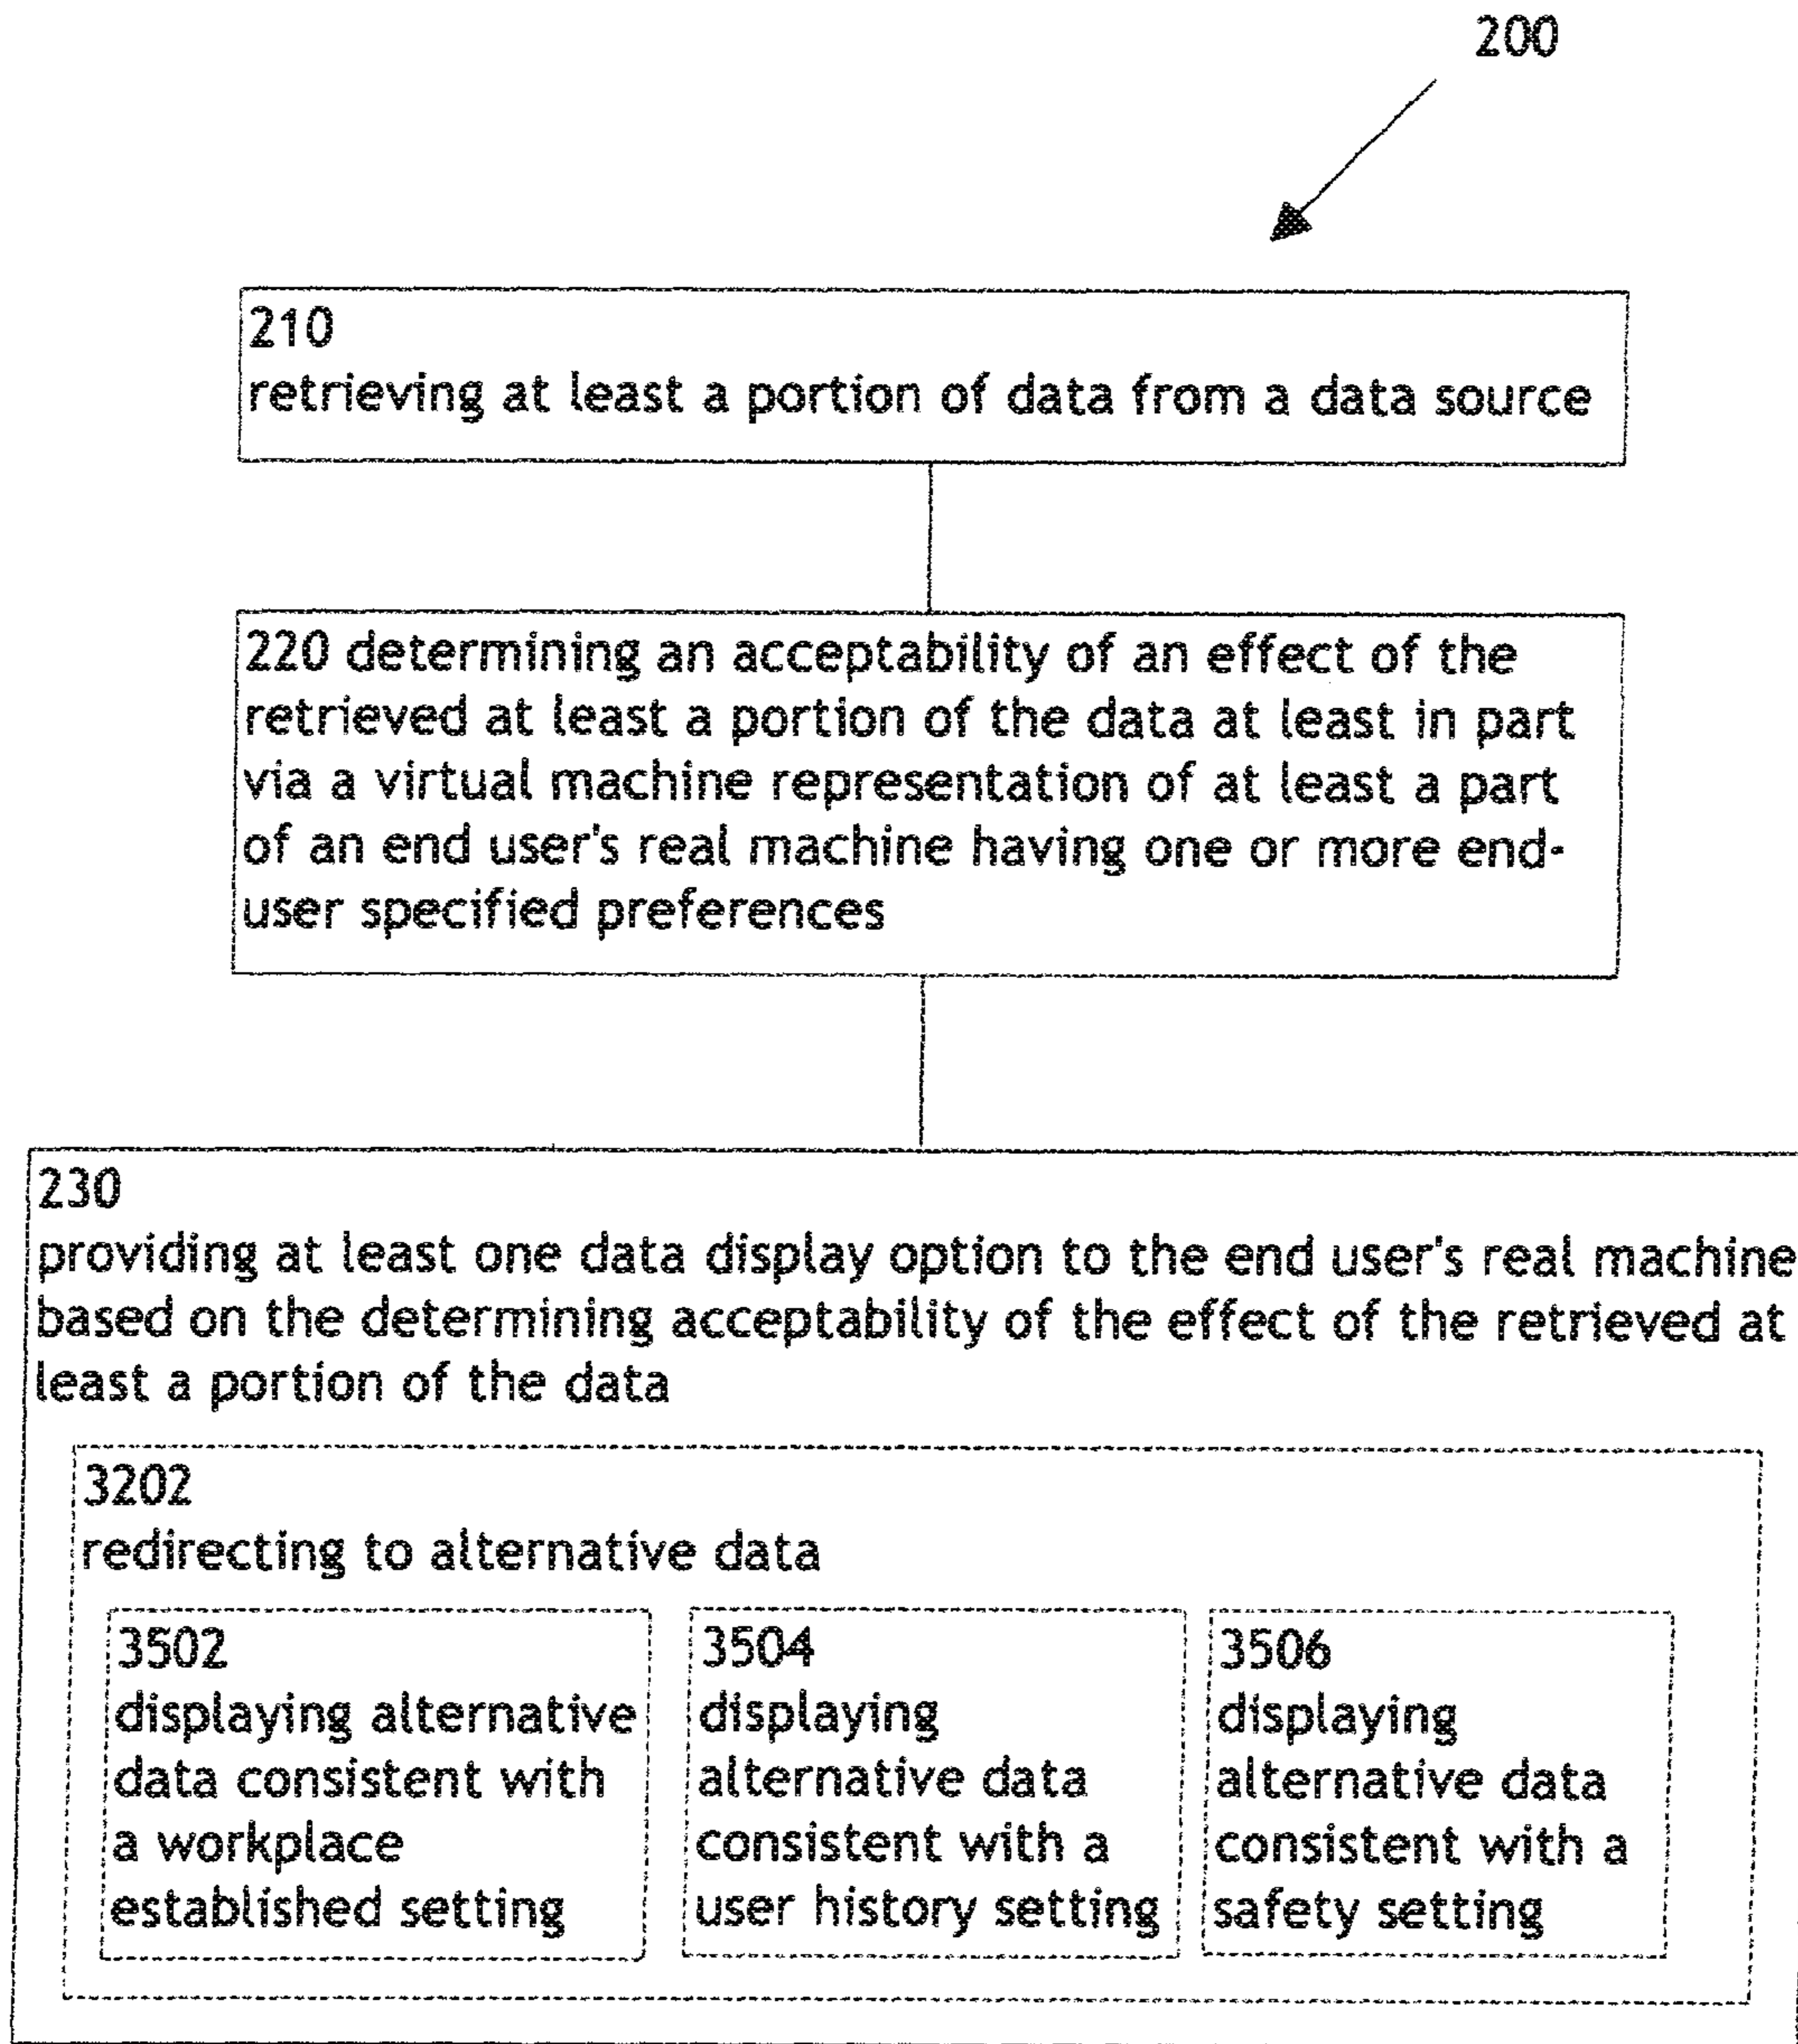 200
210
retrieving at least a portion of data from a data source
220 determining an acceptability of an effect of the
retrieved at least a portion of the data at least in part
via a virtual machine representation of at least a part
of an end user's real machine having one or more end-
user specified preferences
230
providing at least one data display option to the end user's real machine
based on the determining acceptability of the effect of the retrieved at
least a portion of the data
3202
redirecting to alternative data
3502
displaying alternative
data consistent with
a workplace
established setting
3504
displaying
alternative data
consistent with a
user history setting
3506
displaying
alternative data
consistent with a
safety setting